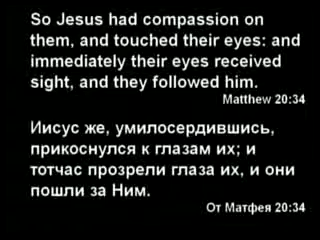 So Jesus had compassion on
them, and touched their eyes: and
immediately their eyes received
sight, and they followed him.
Matthew 20:34
Иисус же, умилосердившись,
прикоснулся к глазам их; и
тотчас прозрели глаза их, и они
пошли за Ним.
От Матфея 20:34